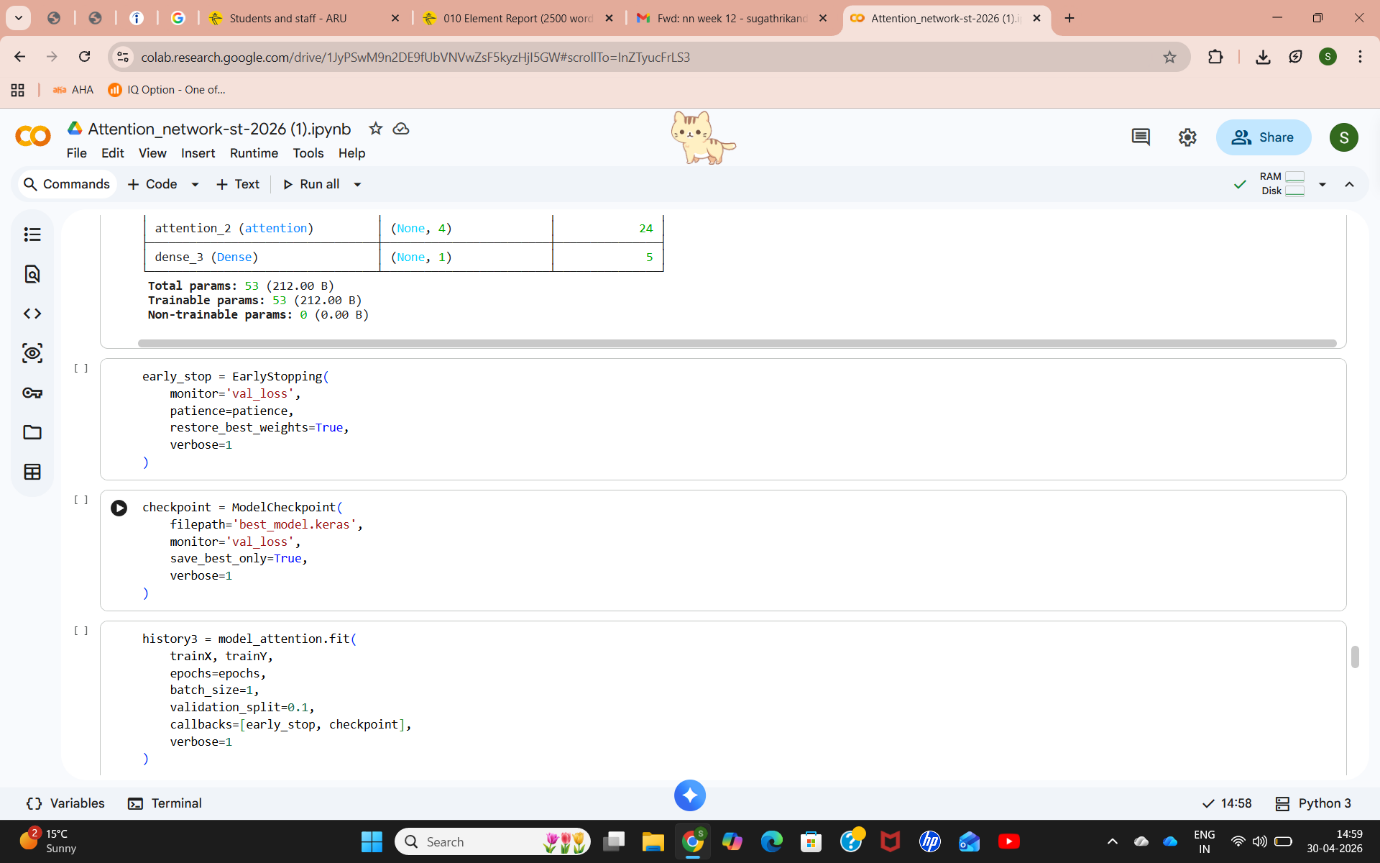 Students and staff - ARU
010 Element Report (2500 word
Fwd: nn week 12 - sugathrikand
Attention_network-st-2026 (1).i
colab.research.google.com/drive/1JyPSwM9n2DE9fUbVNVwZsF5kyzHjI5GW#scrollTo=InZTyucFrLS3
S
AHA
IQ Option - One of...
Attention_network-st-2026 (1).ipynb
File Edit View Insert Runtime Tools Help
Share
S
Commands + Code + Text Run all
RAM
Disk
attention_2 (attention) (None, 4) 24
dense_3 (Dense) (None, 1) 5
Total params: 53 (212.00 B)
Trainable params: 53 (212.00 B)
Non-trainable params: 0 (0.00 B)
[ ]
early_stop = EarlyStopping(
monitor='val_loss',
patience=patience,
restore_best_weights=True,
verbose=1
)
[ ]
checkpoint = ModelCheckpoint(
filepath='best_model.keras',
monitor='val_loss',
save_best_only=True,
verbose=1
)
[ ]
history3 = model_attention.fit(
trainX, trainY,
epochs=epochs,
batch_size=1,
validation_split=0.1,
callbacks=[early_stop, checkpoint],
verbose=1
)
Variables Terminal
14:58 Python 3
2
15°C
Sunny
Search
S
hp
ENG
IN
14:59
30-04-2026